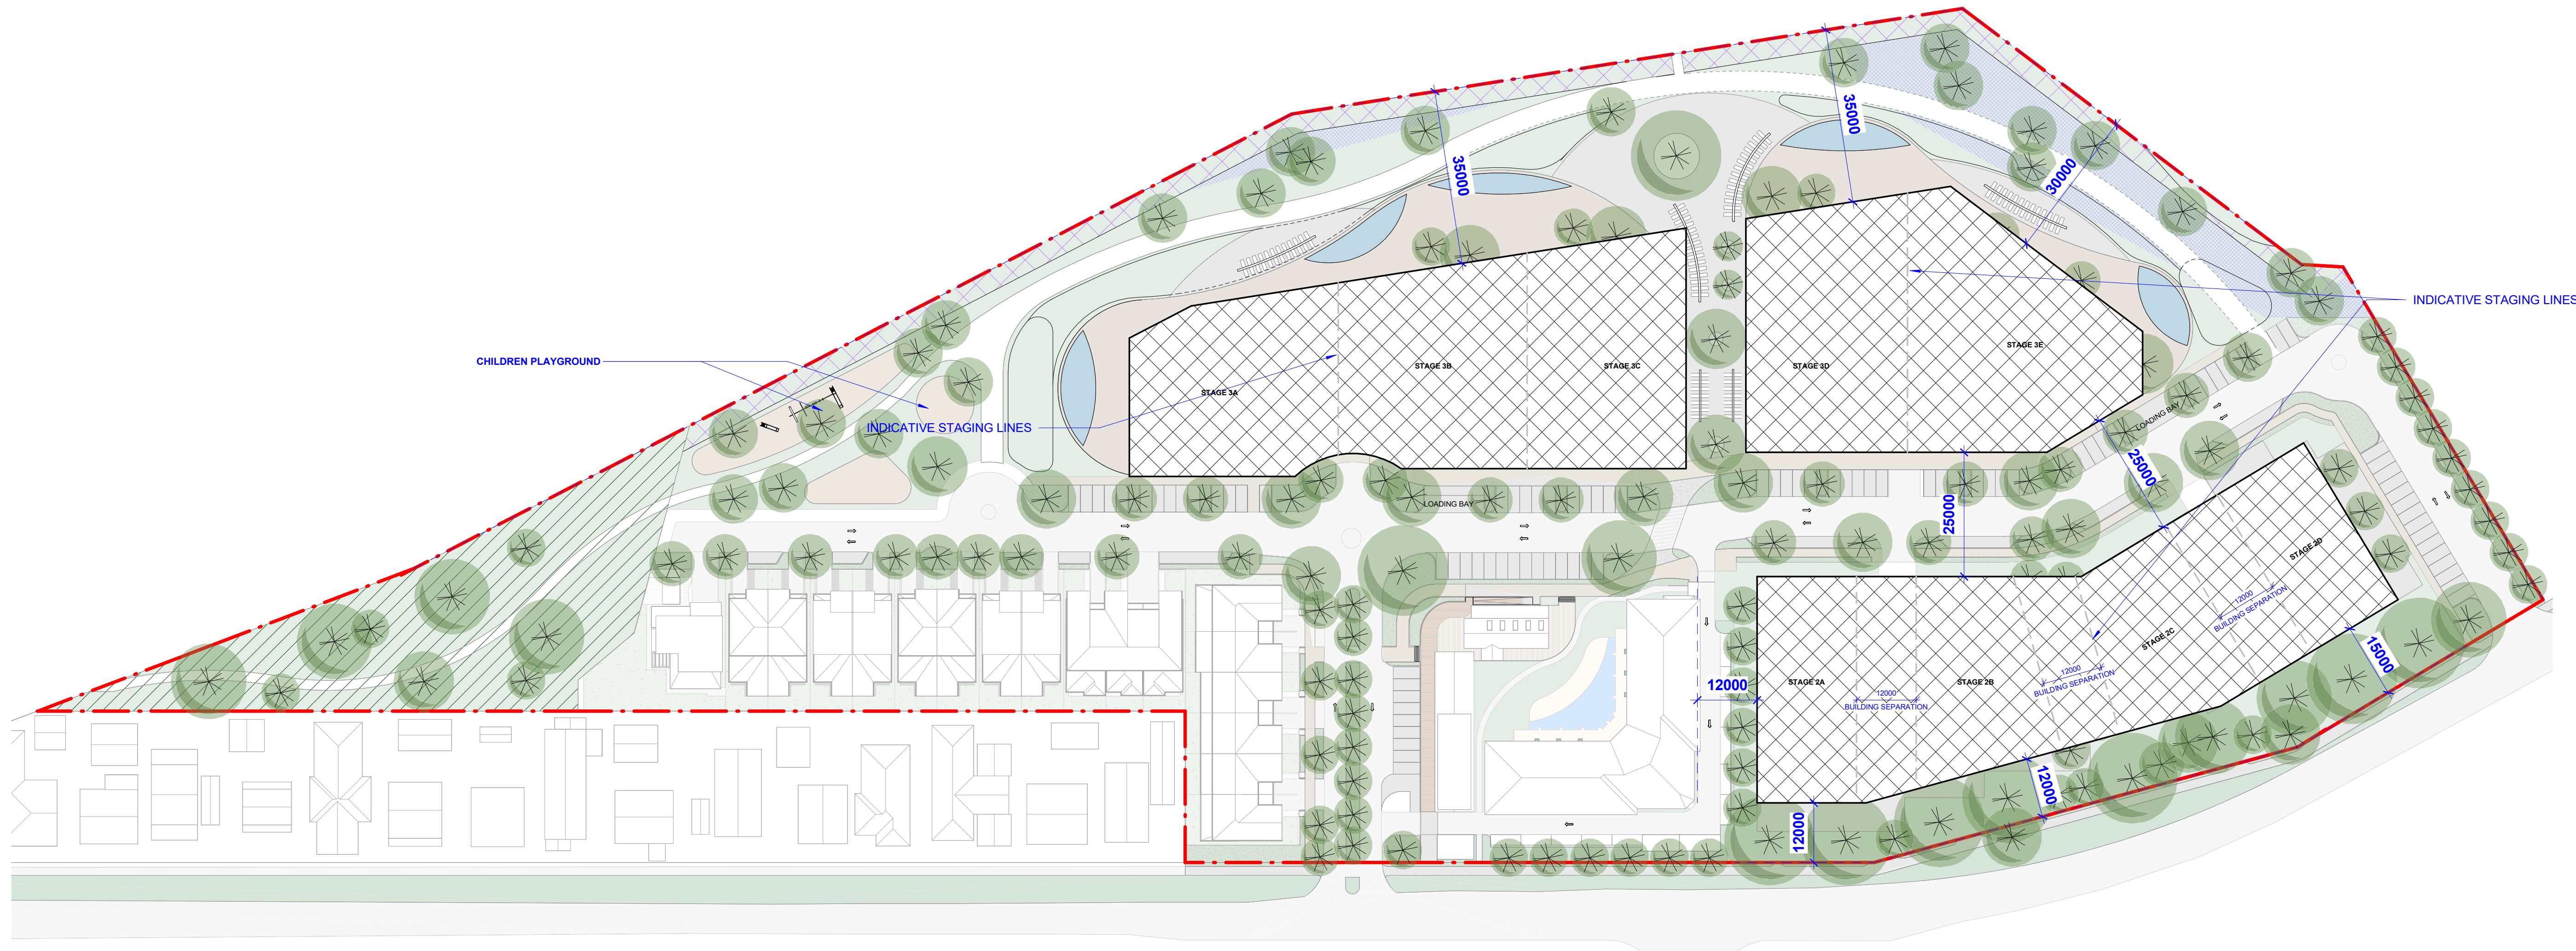 35000
35000
30000
INDICATIVE STAGING LINES
CHILDREN PLAYGROUND
STAGE 3A
STAGE 3B
STAGE 3C
STAGE 3D
STAGE 3E
INDICATIVE STAGING LINES
LOADING BAY
LOADING BAY
25000
25000
STAGE 2D
12000
BUILDING SEPARATION
STAGE 2C
12000
BUILDING SEPARATION
15000
12000
STAGE 2A
12000
BUILDING SEPARATION
STAGE 2B
12000
12000